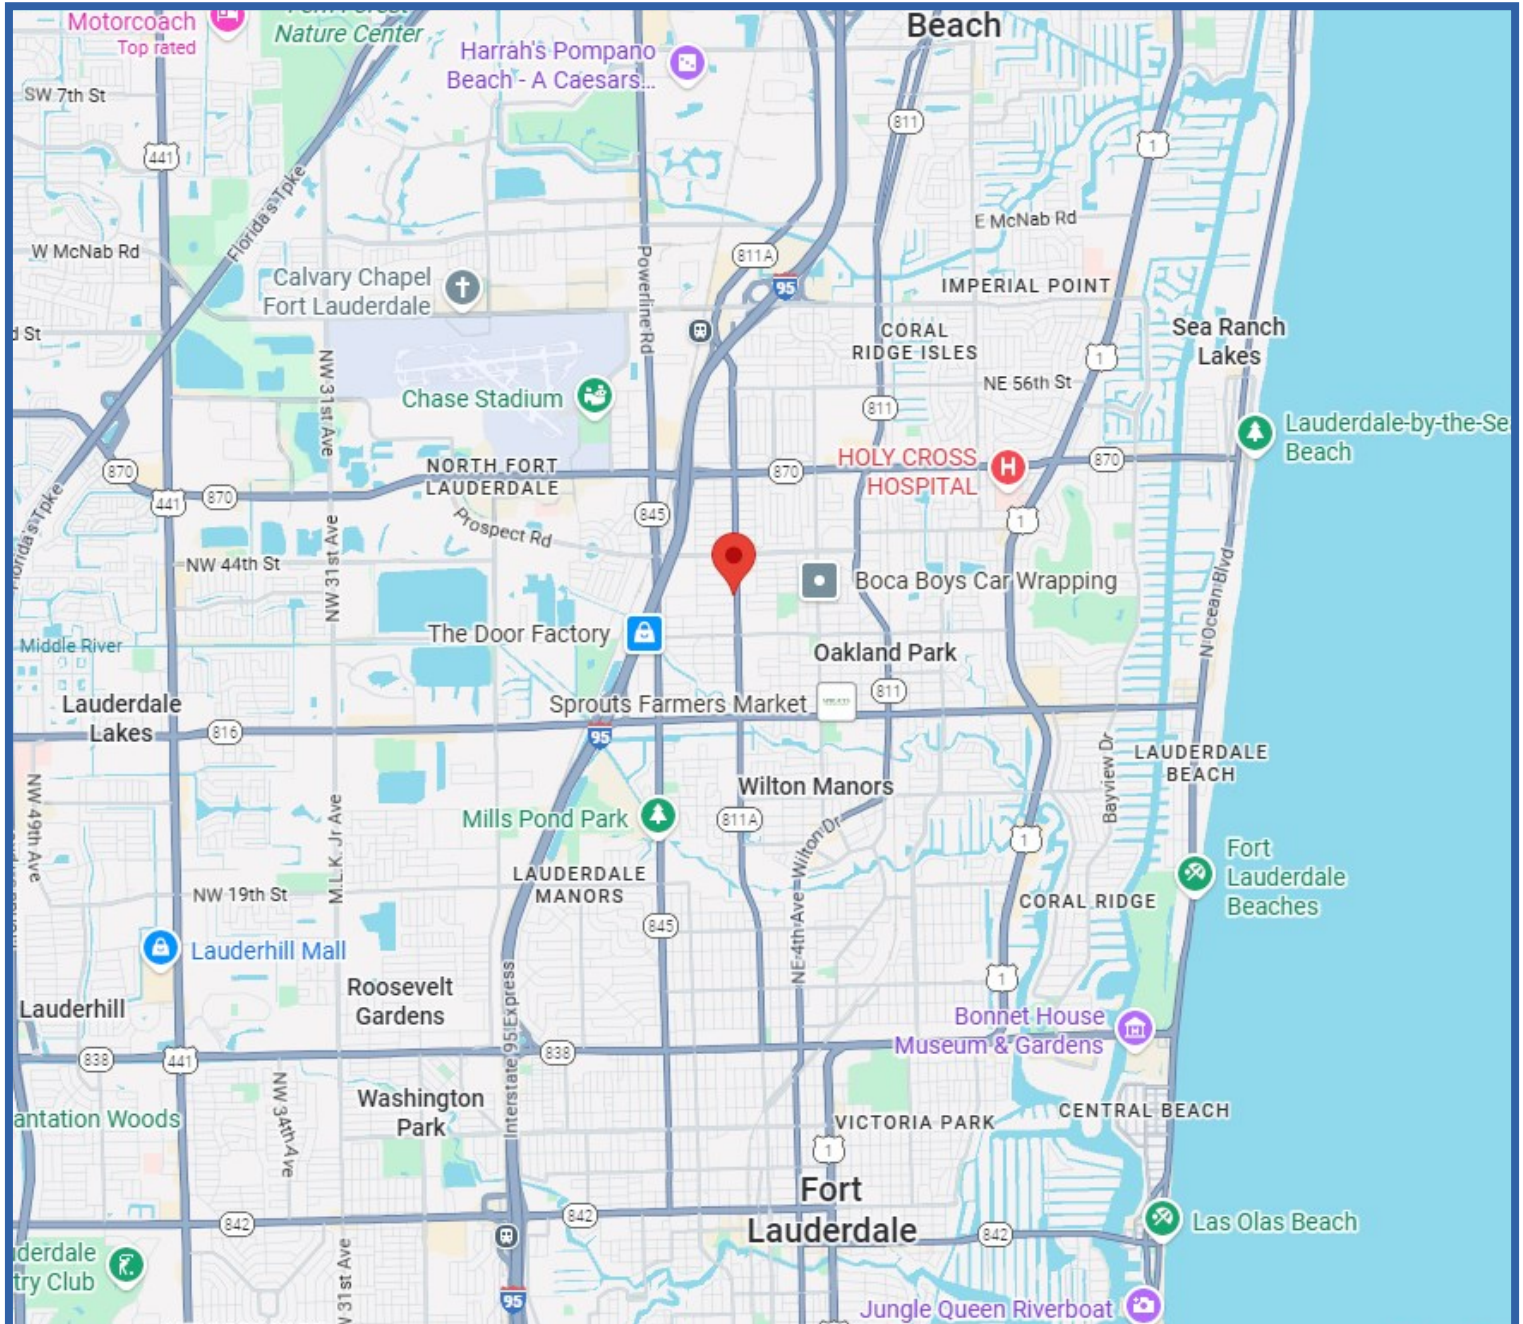 Motorcoach
Top rated
Nature Center
Harrah's Pompano
Beach - A Caesars...
Beach
SW 7th St
811
441
1
Florida's Tpke
E McNab Rd
W McNab Rd
811A
Powerline Rd
Calvary Chapel
Fort Lauderdale
95
IMPERIAL POINT
d St
CORAL
RIDGE ISLES
Sea Ranch
Lakes
1
NW 31st Ave
NE 56th St
Chase Stadium
811
Lauderdale-by-the-Se
Beach
870
441
870
NORTH FORT
LAUDERDALE
870
HOLY CROSS
HOSPITAL
870
845
1
Florida's Tpke
Prospect Rd
NW 44th St
NW 31st Ave
Boca Boys Car Wrapping
N Ocean Blvd
The Door Factory
Middle River
Oakland Park
Lauderdale
Lakes
Sprouts Farmers Market
811
816
95
LAUDERDALE
BEACH
Bayview Dr
NW 49th Ave
M.L.K. Jr Ave
Wilton Manors
Mills Pond Park
811A
Wilton Dr
1
Fort
Lauderdale
Beaches
LAUDERDALE
MANORS
NW 19th St
CORAL RIDGE
845
NE 4th Ave
Lauderhill Mall
1
Roosevelt
Gardens
Lauderhill
Interstate 95 Express
Bonnet House
Museum & Gardens
838
441
838
NW 34th Ave
Washington
Park
antation Woods
VICTORIA PARK
CENTRAL BEACH
1
Fort
Lauderdale
842
842
842
Las Olas Beach
uderdale
try Club
W 31st Ave
95
Jungle Queen Riverboat